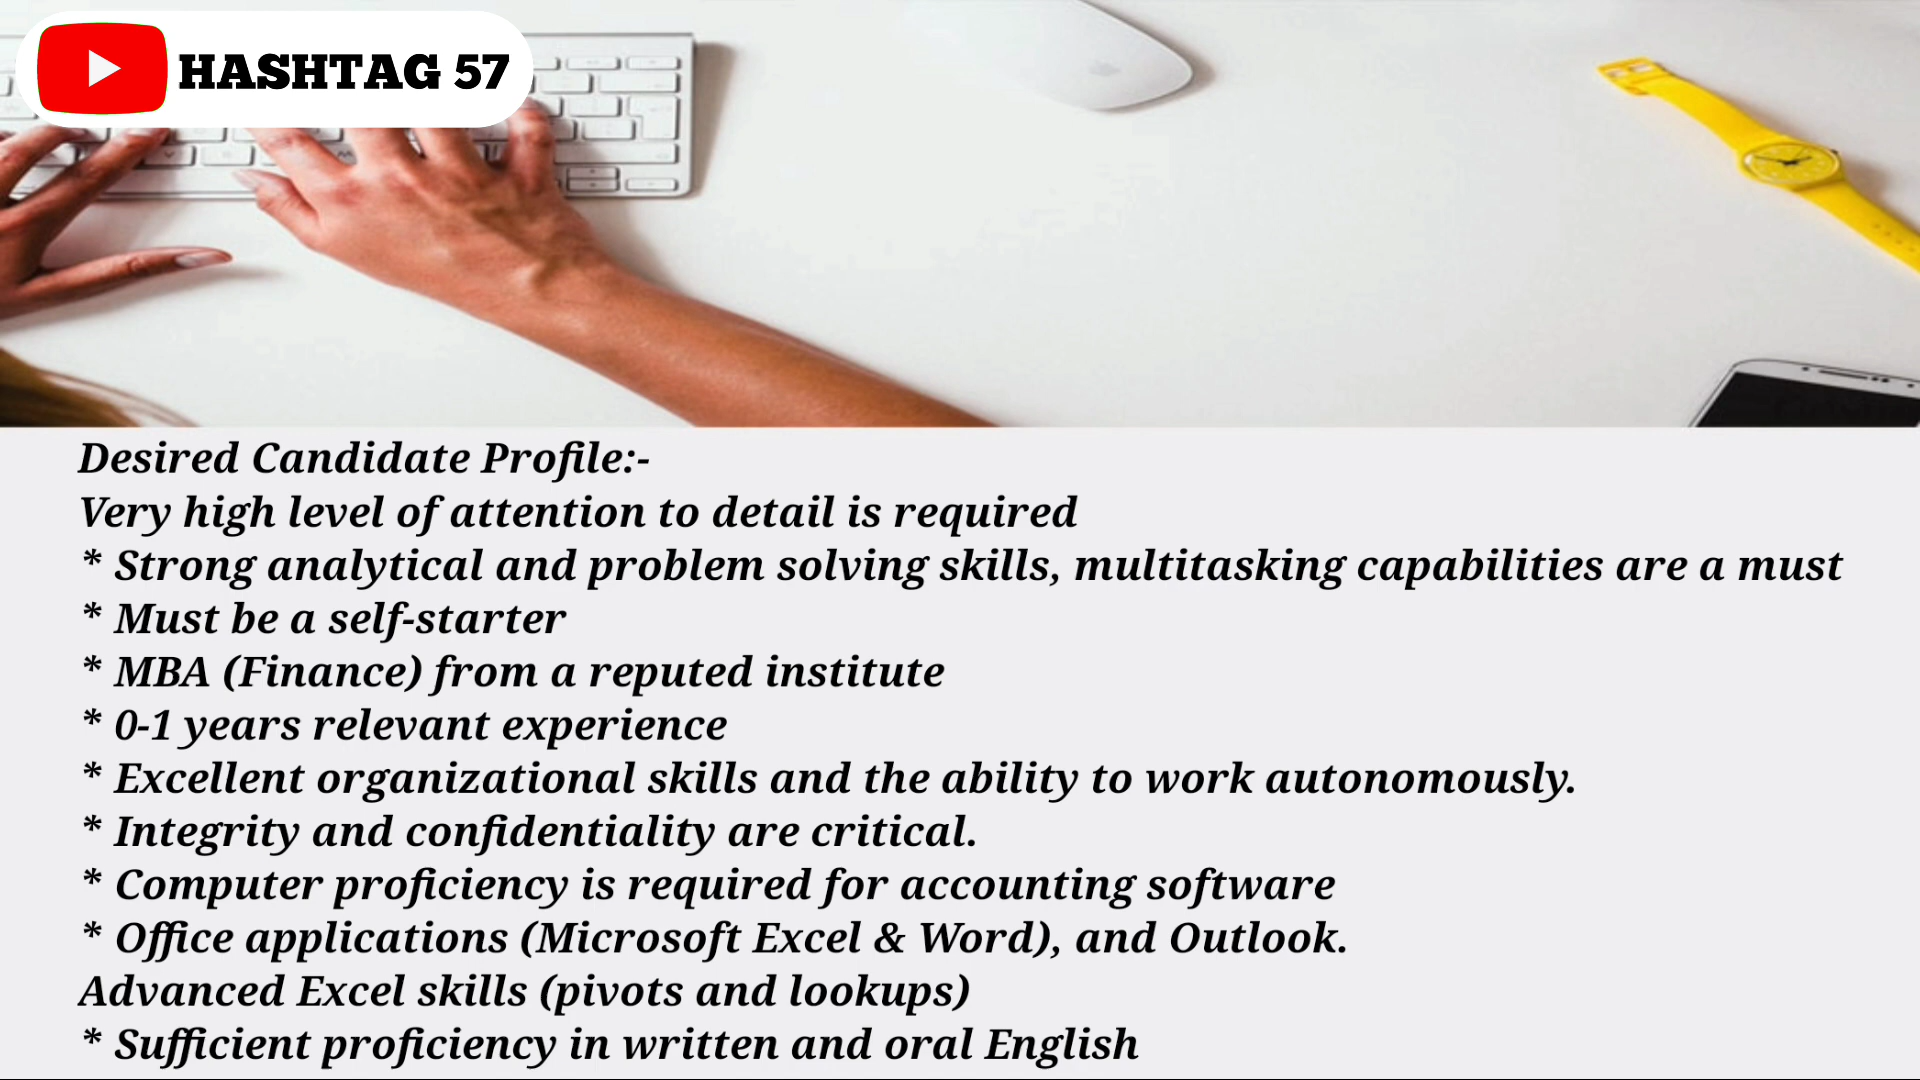 HASHTAG 57
Desired Candidate Profile:-
Very high level of attention to detail is required
* Strong analytical and problem solving skills, multitasking capabilities are a must
* Must be a self-starter
* MBA (Finance) from a reputed institute
* 0-1 years relevant experience
* Excellent organizational skills and the ability to work autonomously.
* Integrity and confidentiality are critical.
* Computer proficiency is required for accounting software
* Office applications (Microsoft Excel & Word), and Outlook.
Advanced Excel skills (pivots and lookups)
* Sufficient proficiency in written and oral English